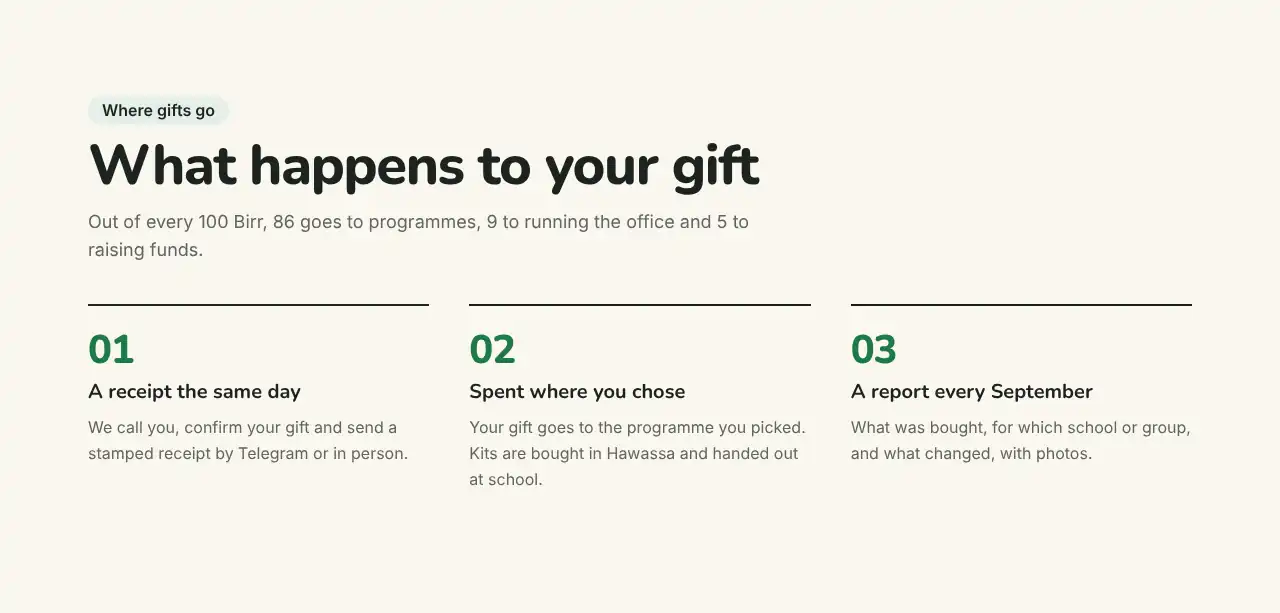 Where gifts go
What happens to your gift
Out of every 100 Birr, 86 goes to programmes, 9 to running the office and 5 to
raising funds.
01
A receipt the same day
We call you, confirm your gift and send a
stamped receipt by Telegram or in person.
02
Spent where you chose
Your gift goes to the programme you picked.
Kits are bought in Hawassa and handed out
at school.
03
A report every September
What was bought, for which school or group,
and what changed, with photos.